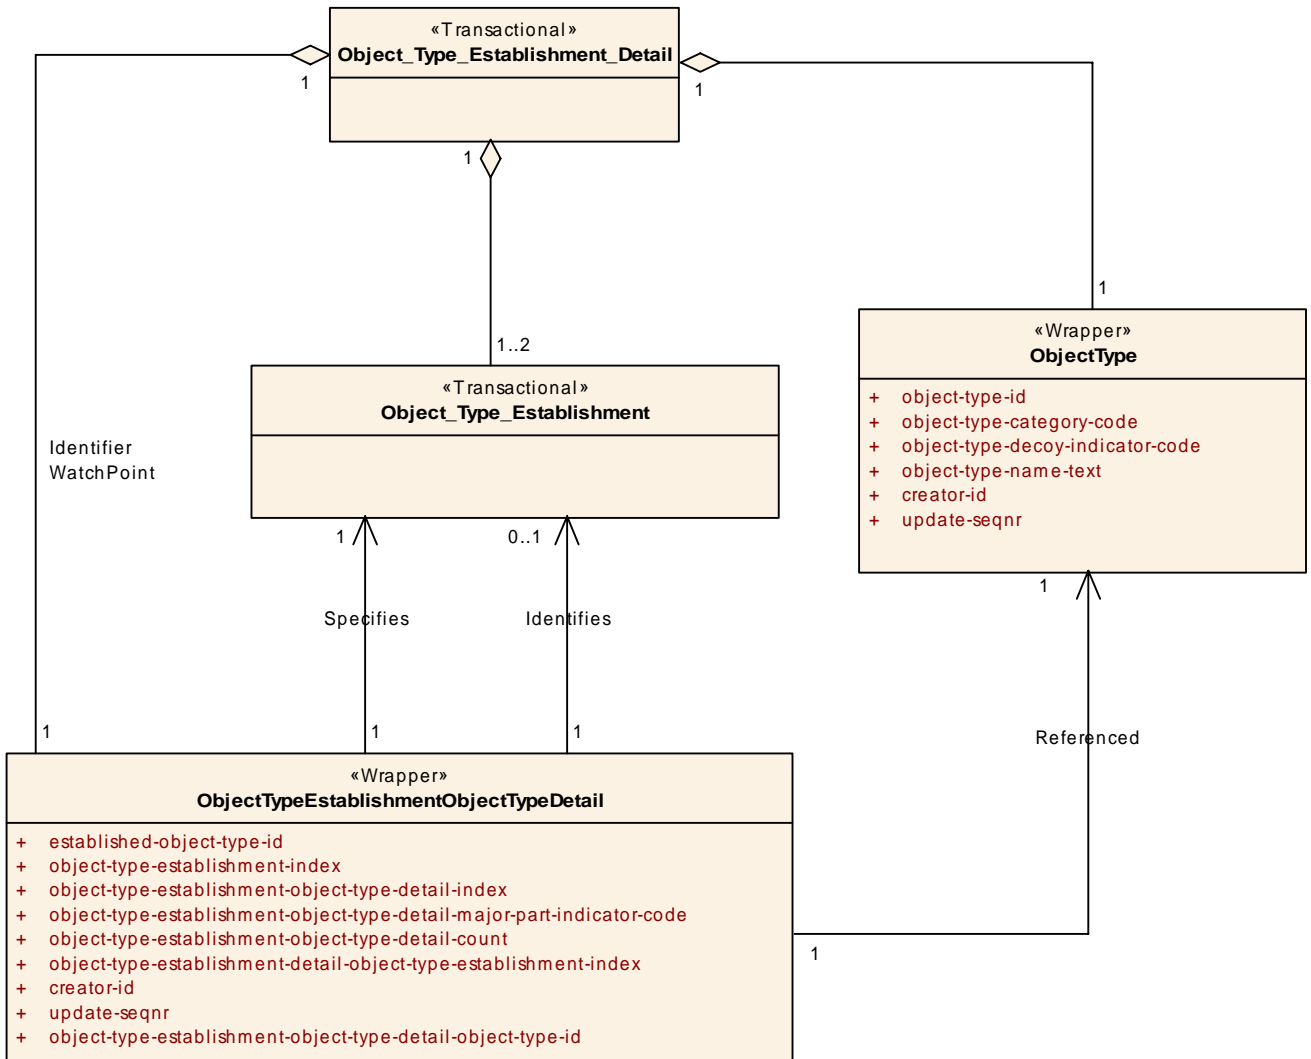 «Transactional»
Object_Type_Establishment_Detail
1
1
1
1
1..2
«Wrapper»
ObjectType
+ object-type-id
+ object-type-category-code
+ object-type-decoy-indicator-code
+ object-type-name-text
+ creator-id
+ update-seqnr
«Transactional»
Object_Type_Establishment
Identifier
WatchPoint
1
0..1
1
Specifies
Identifies
1
1
1
Referenced
«Wrapper»
ObjectTypeEstablishmentObjectTypeDetail
+ established-object-type-id
+ object-type-establishment-index
+ object-type-establishment-object-type-detail-index
+ object-type-establishment-object-type-detail-major-part-indicator-code
+ object-type-establishment-object-type-detail-count
+ object-type-establishment-detail-object-type-establishment-index
+ creator-id
+ update-seqnr
+ object-type-establishment-object-type-detail-object-type-id
1